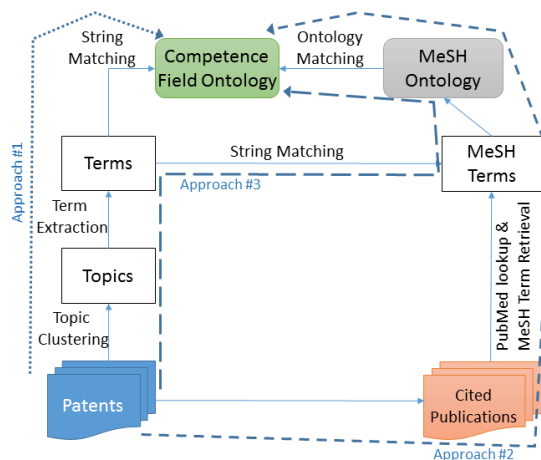 String
Matching
Competence
Field Ontology
Ontology
Matching
MeSH
Ontology
Approach #1
Terms
String Matching
MeSH
Terms
Approach #3
Term
Extraction
Topics
PubMed lookup &
MeSH Term Retrieval
Topic
Clustering
Patents
Cited
Publications
Approach #2